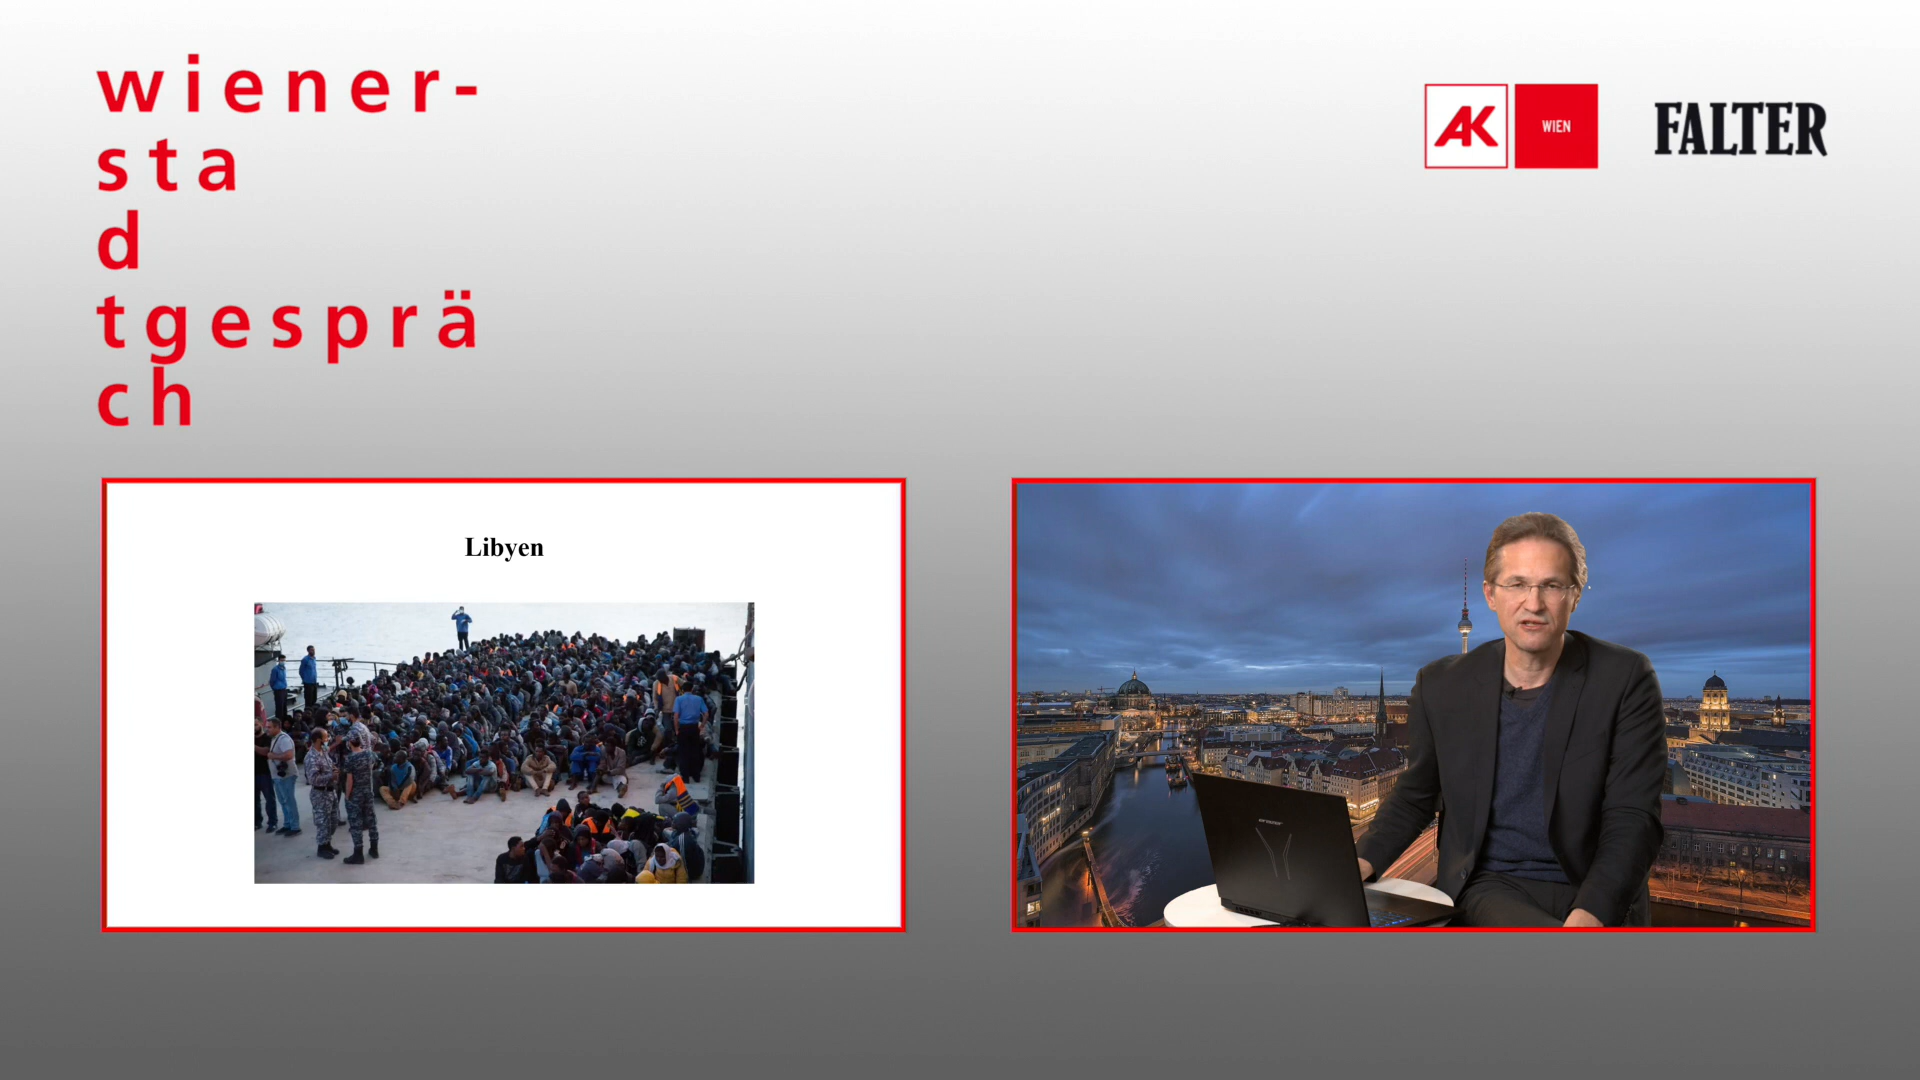 wiener-
sta
d
tgesprä
ch
AK
WIEN
FALTER
Libyen